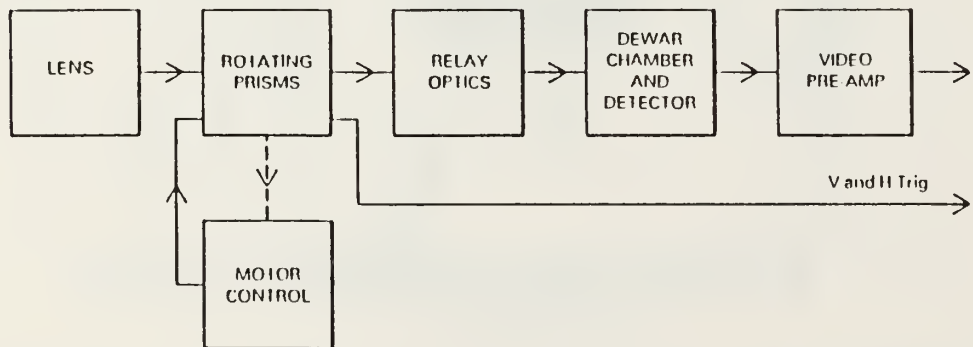 LENS
ROTATING
PRISMS
RELAY
OPTICS
DEWAR
CHAMBER
AND
DETECTOR
VIDEO
PRE-AMP
V and H Trig
MOTOR
CONTROL